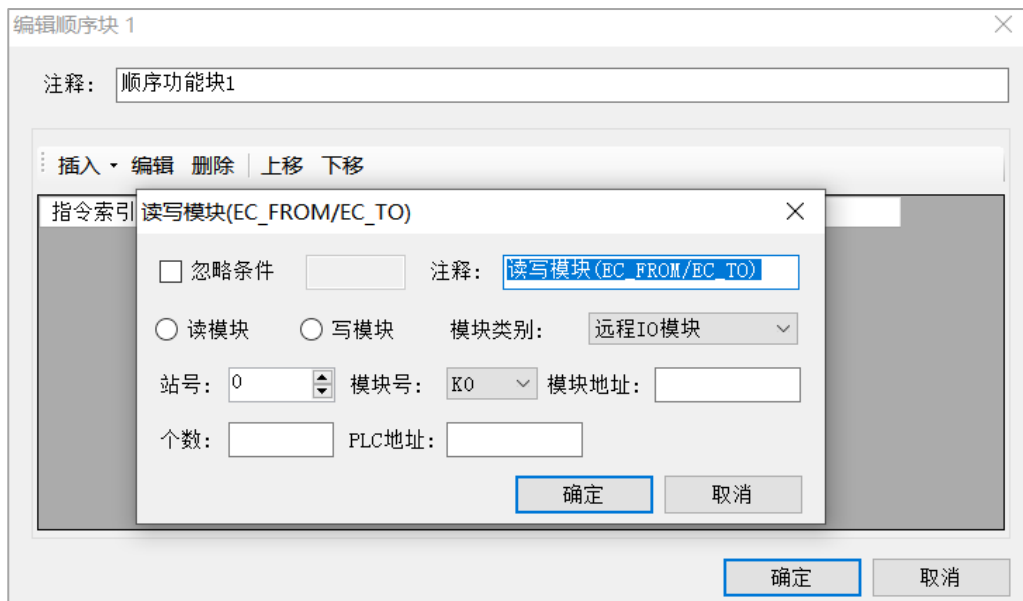 编辑顺序块 1
注释： 顺序功能块1
插入 编辑 删除 上移 下移
指令索引
读写模块(EC_FROM/EC_TO)
忽略条件 注释： 读写模块(EC_FROM/EC_TO)
读模块 写模块 模块类别： 远程IO模块
站号： 0 模块号： K0 模块地址：
个数： PLC地址：
确定 取消
确定 取消